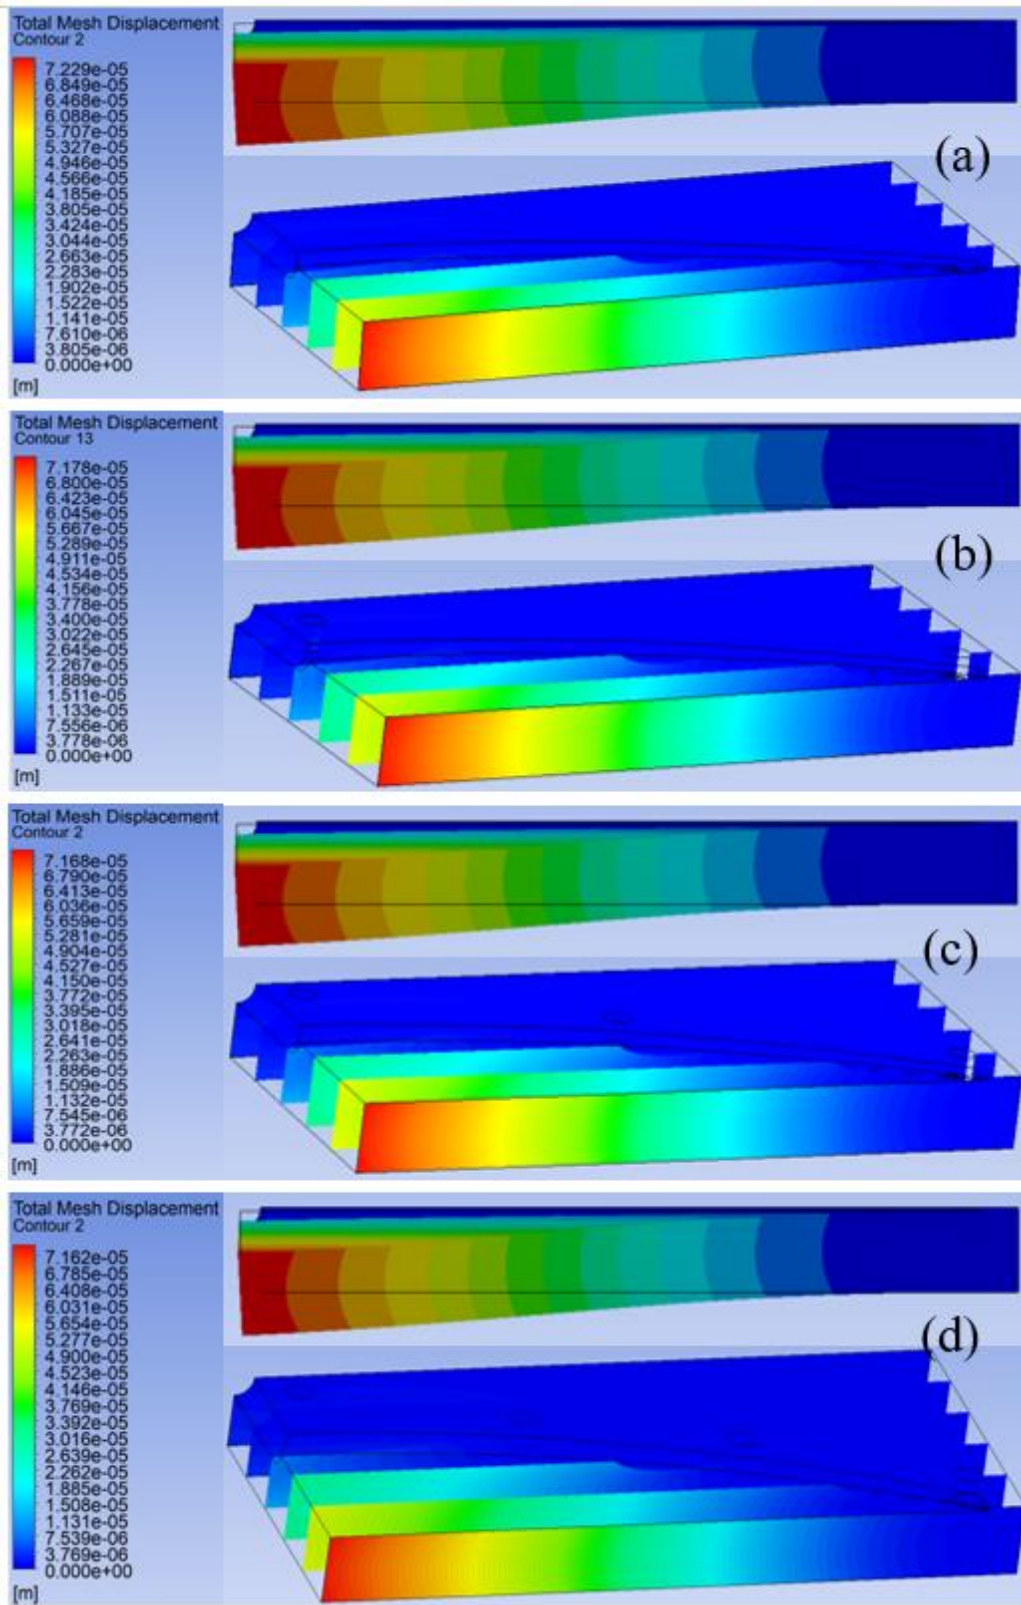 Total Mesh Displacement
Contour 2
7.229e-05
6.849e-05
6.468e-05
6.088e-05
5.707e-05
5.327e-05
4.946e-05
4.566e-05
4.185e-05
3.805e-05
3.424e-05
3.044e-05
2.663e-05
2.283e-05
1.902e-05
1.522e-05
1.141e-05
7.610e-06
3.805e-06
0.000e+00
[m]
(a)
Total Mesh Displacement
Contour 13
7.178e-05
6.800e-05
6.423e-05
6.045e-05
5.667e-05
5.289e-05
4.911e-05
4.534e-05
4.156e-05
3.778e-05
3.400e-05
3.022e-05
2.645e-05
2.267e-05
1.889e-05
1.511e-05
1.133e-05
7.556e-06
3.778e-06
0.000e+00
[m]
(b)
Total Mesh Displacement
Contour 2
7.168e-05
6.790e-05
6.413e-05
6.036e-05
5.659e-05
5.281e-05
4.904e-05
4.527e-05
4.150e-05
3.772e-05
3.395e-05
3.018e-05
2.641e-05
2.263e-05
1.886e-05
1.509e-05
1.132e-05
7.545e-06
3.772e-06
0.000e+00
[m]
(c)
Total Mesh Displacement
Contour 2
7.162e-05
6.785e-05
6.408e-05
6.031e-05
5.654e-05
5.277e-05
4.900e-05
4.523e-05
4.146e-05
3.769e-05
3.392e-05
3.016e-05
2.639e-05
2.262e-05
1.885e-05
1.508e-05
1.131e-05
7.539e-06
3.769e-06
0.000e+00
[m]
(d)